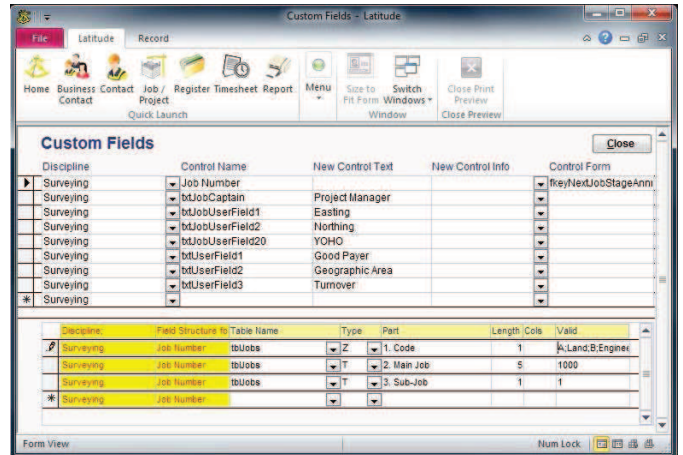 Custom Fields - Latitude
File Latitude Record
Home Business Contact Contact Job / Project Register Timesheet Report Menu Size to Fit Form Switch Windows Close Print Preview
Quick Launch Window Close Preview
Custom Fields Close
Discipline Control Name New Control Text New Control Info Control Form
Surveying Job Number fkeyNextJobStageAnn
Surveying txtJobCaptain Project Manager
Surveying txtJobUserField1 Easting
Surveying txtJobUserField2 Northing
Surveying txtJobUserField20 YOHO
Surveying txtUserField1 Good Payer
Surveying txtUserField2 Geographic Area
Surveying txtUserField3 Turnover
* Surveying
Discipline: Field Structure fo Table Name Type Part Length Cols Valid
Surveying Job Number tblJobs Z 1. Code 1 A;Land;B;Enginee
Surveying Job Number tblJobs T 2. Main Job 5 1000
Surveying Job Number tblJobs T 3. Sub-Job 1 1
* Surveying Job Number
Form View Num Lock